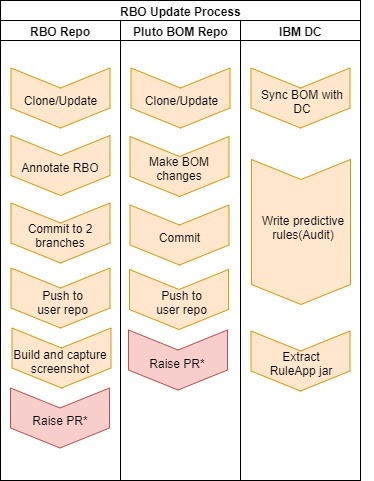 RBO Update Process
RBO Repo
Pluto BOM Repo
IBM DC
Clone/Update
Annotate RBO
Commit to 2
branches
Push to
user repo
Build and capture
screenshot
Raise PR*
Clone/Update
Make BOM
changes
Commit
Push to
user repo
Raise PR*
Sync BOM with
DC
Write predictive
rules(Audit)
Extract
RuleApp jar